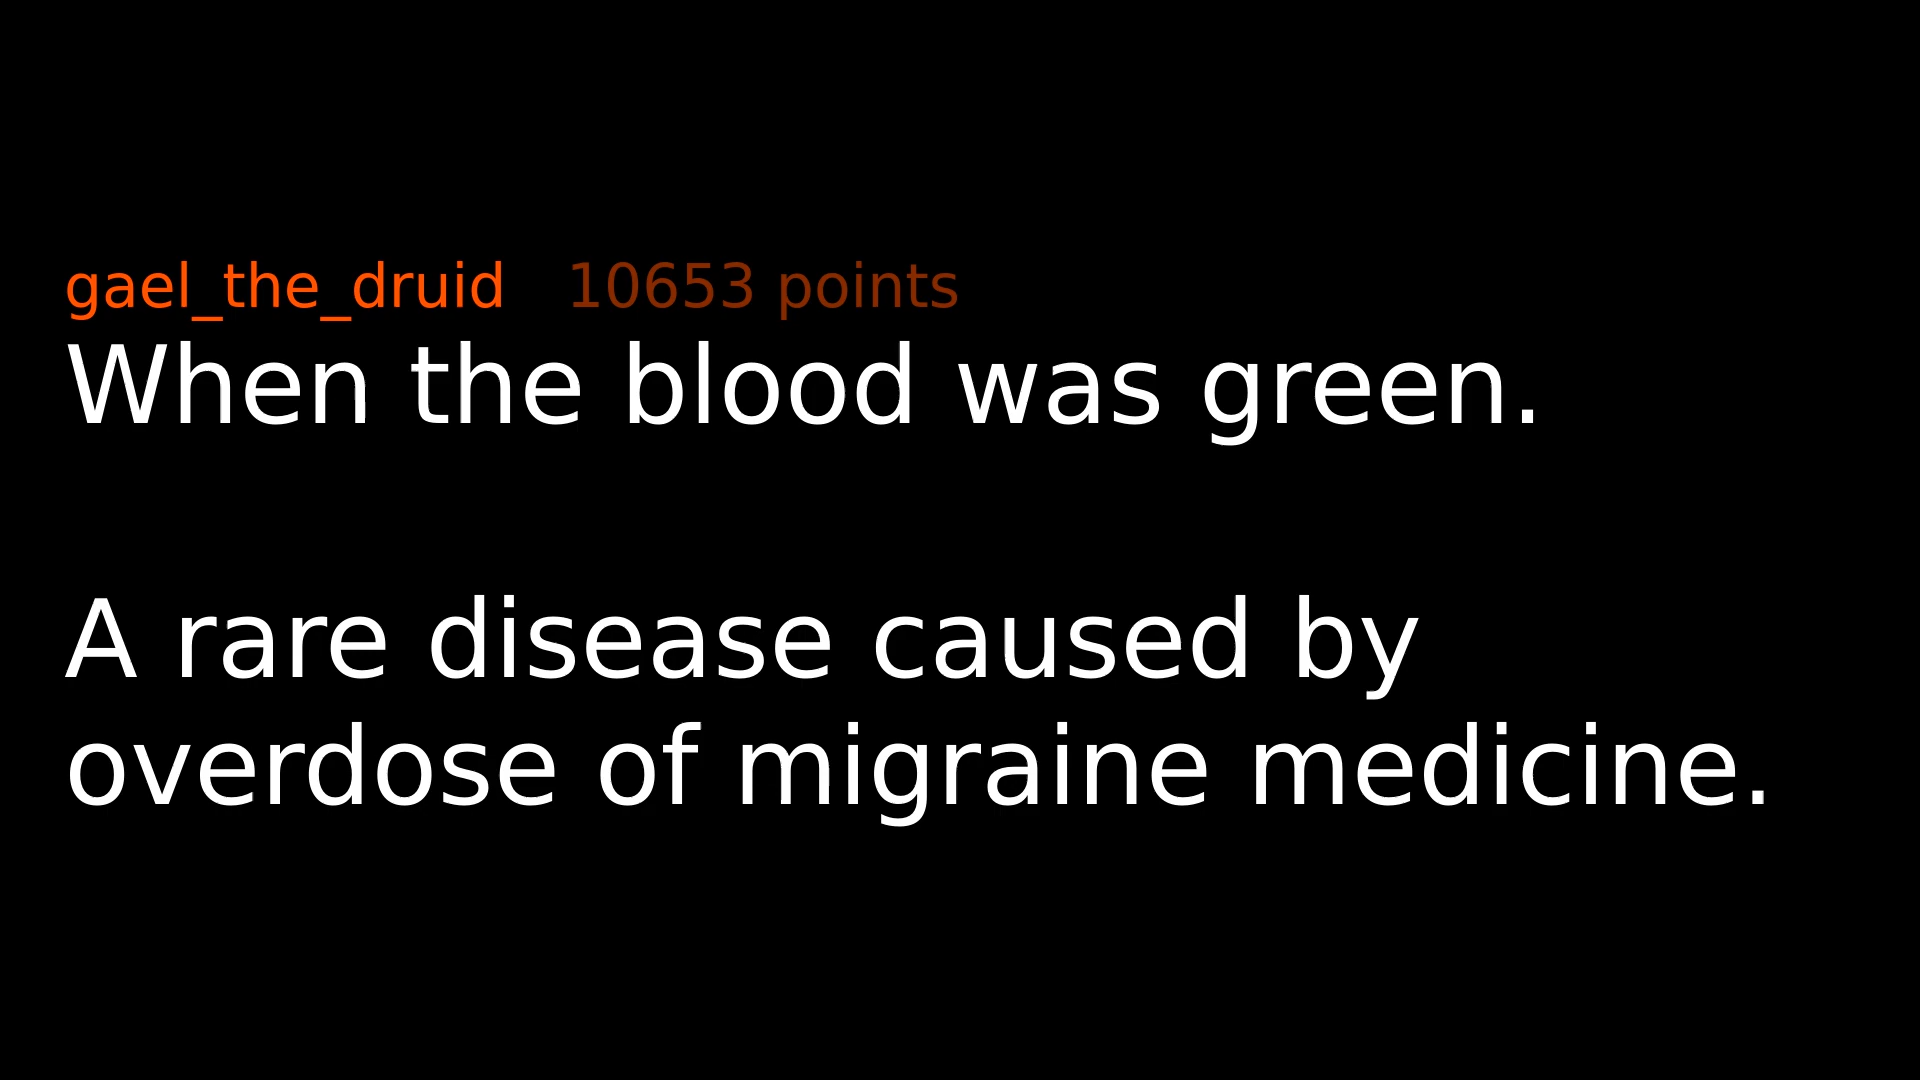 gael_the_druid 10653 points
When the blood was green.
A rare disease caused by
overdose of migraine medicine.